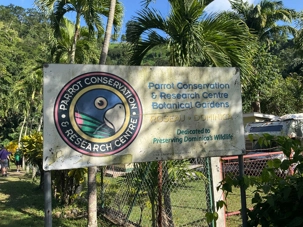 PARROT CONSERVATION
RESEARCH CENTRE
Parrot Conservation
& Research Centre
Botanical Gardens
Dedicated to
Preserving Dominica's Wildlife